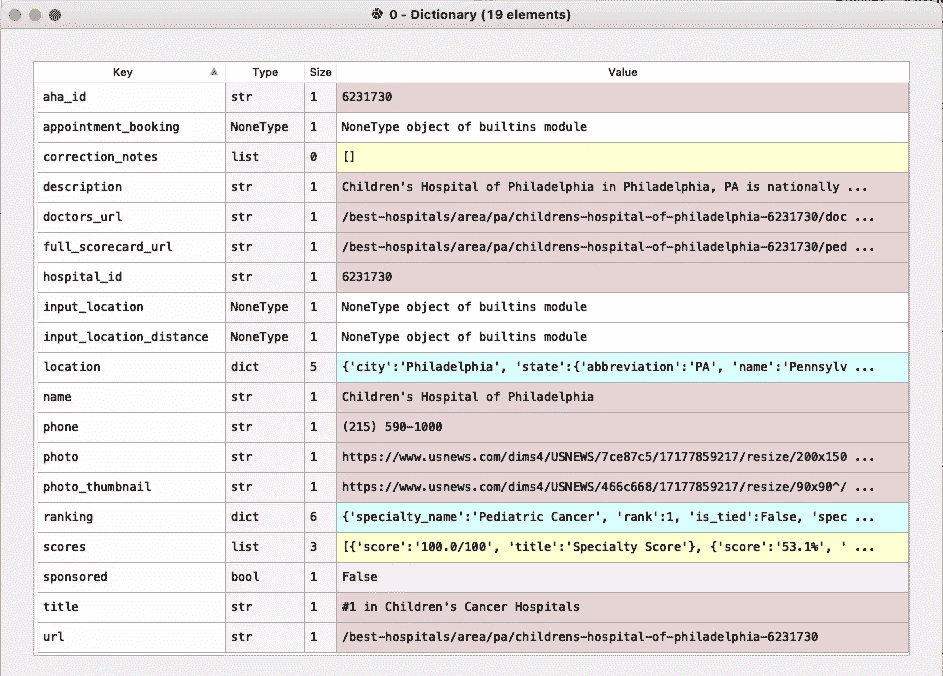 0 - Dictionary (19 elements)
Key Type Size Value
aha_id str 1 6231730
appointment_booking NoneType 1 NoneType object of builtins module
correction_notes list 0 []
description str 1 Children's Hospital of Philadelphia in Philadelphia, PA is nationally ...
doctors_url str 1 /best-hospitals/area/pa/childrens-hospital-of-philadelphia-6231730/doc ...
full_scorecard_url str 1 /best-hospitals/area/pa/childrens-hospital-of-philadelphia-6231730/ped ...
hospital_id str 1 6231730
input_location NoneType 1 NoneType object of builtins module
input_location_distance NoneType 1 NoneType object of builtins module
location dict 5 {'city':'Philadelphia', 'state':{'abbreviation':'PA', 'name':'Pennsylv ...
name str 1 Children's Hospital of Philadelphia
phone str 1 (215) 590-1000
photo str 1 https://www.usnews.com/dims4/USNEWS/7ce87c5/17177859217/resize/200x150 ...
photo_thumbnail str 1 https://www.usnews.com/dims4/USNEWS/466c668/17177859217/resize/90x90^/ ...
ranking dict 6 {'specialty_name':'Pediatric Cancer', 'rank':1, 'is_tied':False, 'spec ...
scores list 3 [{'score':'100.0/100', 'title':'Specialty Score'}, {'score':'53.1%', ' ...
sponsored bool 1 False
title str 1 #1 in Children's Cancer Hospitals
url str 1 /best-hospitals/area/pa/childrens-hospital-of-philadelphia-6231730